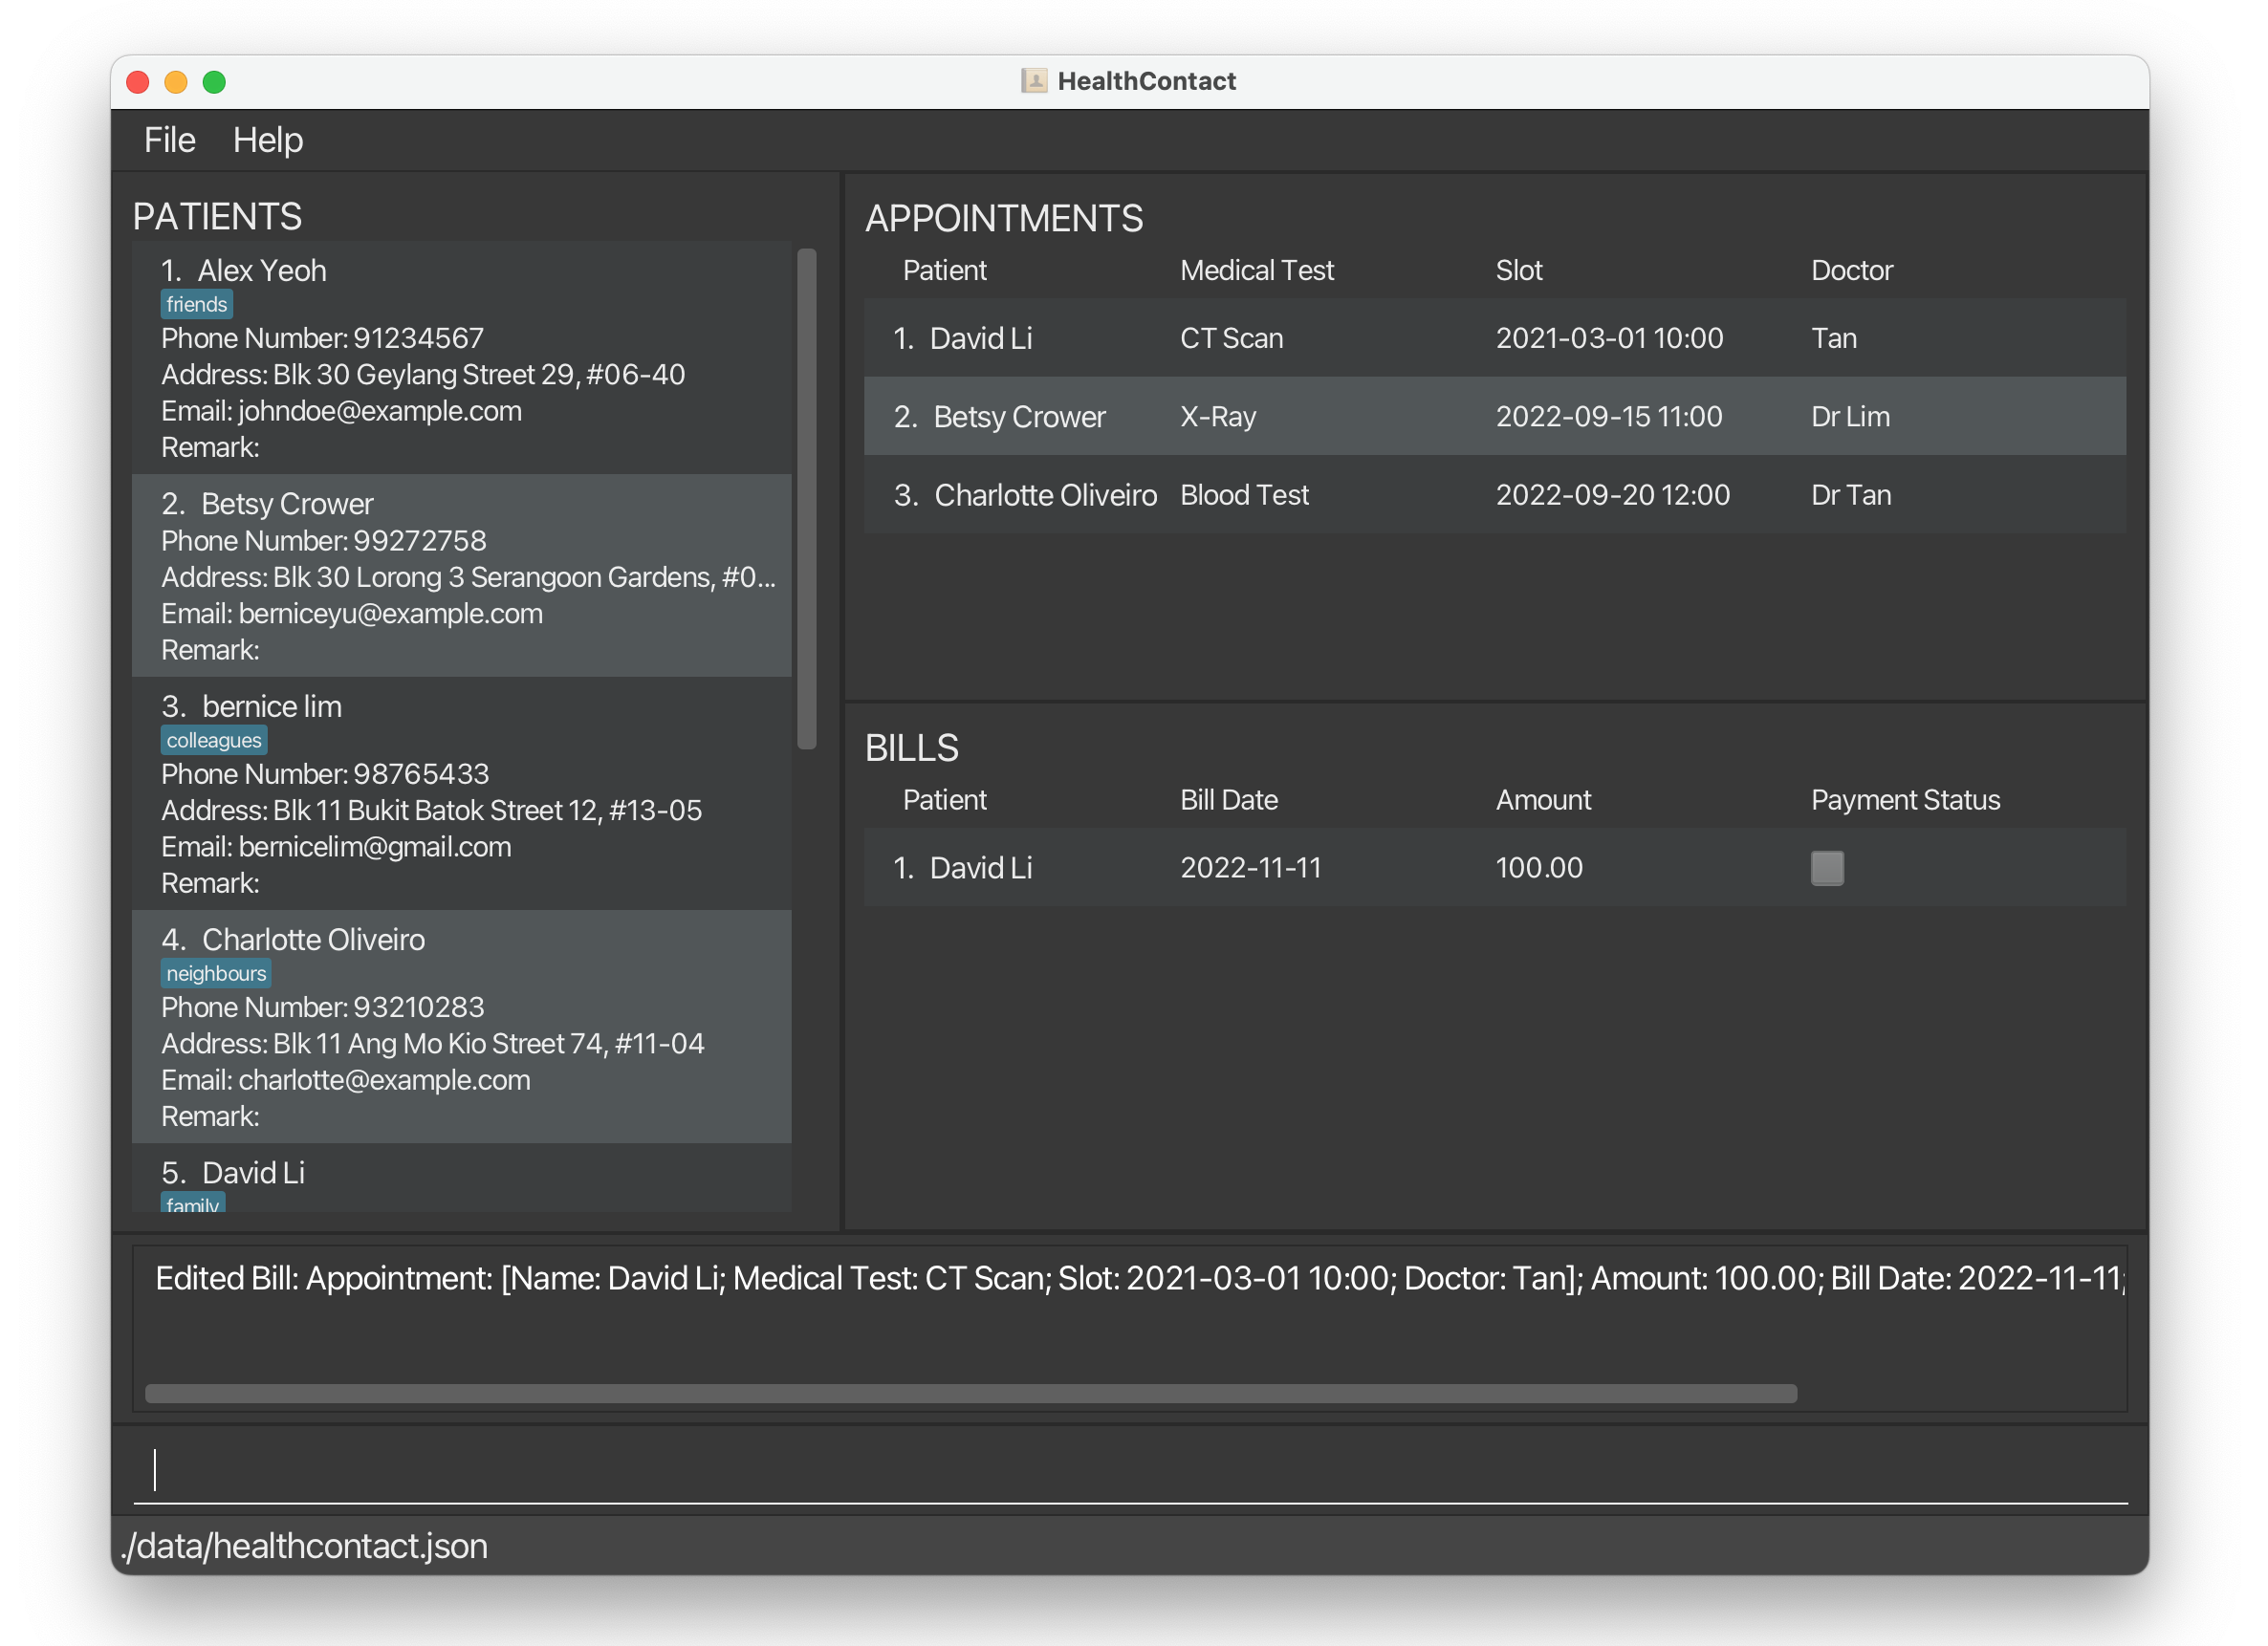 HealthContact
File Help
PATIENTS
1. Alex Yeoh
friends
Phone Number: 91234567
Address: Blk 30 Geylang Street 29, #06-40
Email: johndoe@example.com
Remark:
2. Betsy Crower
Phone Number: 99272758
Address: Blk 30 Lorong 3 Serangoon Gardens, #0...
Email: berniceyu@example.com
Remark:
3. bernice lim
colleagues
Phone Number: 98765433
Address: Blk 11 Bukit Batok Street 12, #13-05
Email: bernicelim@gmail.com
Remark:
4. Charlotte Oliveiro
neighbours
Phone Number: 93210283
Address: Blk 11 Ang Mo Kio Street 74, #11-04
Email: charlotte@example.com
Remark:
5. David Li
family
APPOINTMENTS
Patient Medical Test Slot Doctor
1. David Li CT Scan 2021-03-01 10:00 Tan
2. Betsy Crower X-Ray 2022-09-15 11:00 Dr Lim
3. Charlotte Oliveiro Blood Test 2022-09-20 12:00 Dr Tan
BILLS
Patient Bill Date Amount Payment Status
1. David Li 2022-11-11 100.00
Edited Bill: Appointment: [Name: David Li; Medical Test: CT Scan; Slot: 2021-03-01 10:00; Doctor: Tan]; Amount: 100.00; Bill Date: 2022-11-11;
./data/healthcontact.json